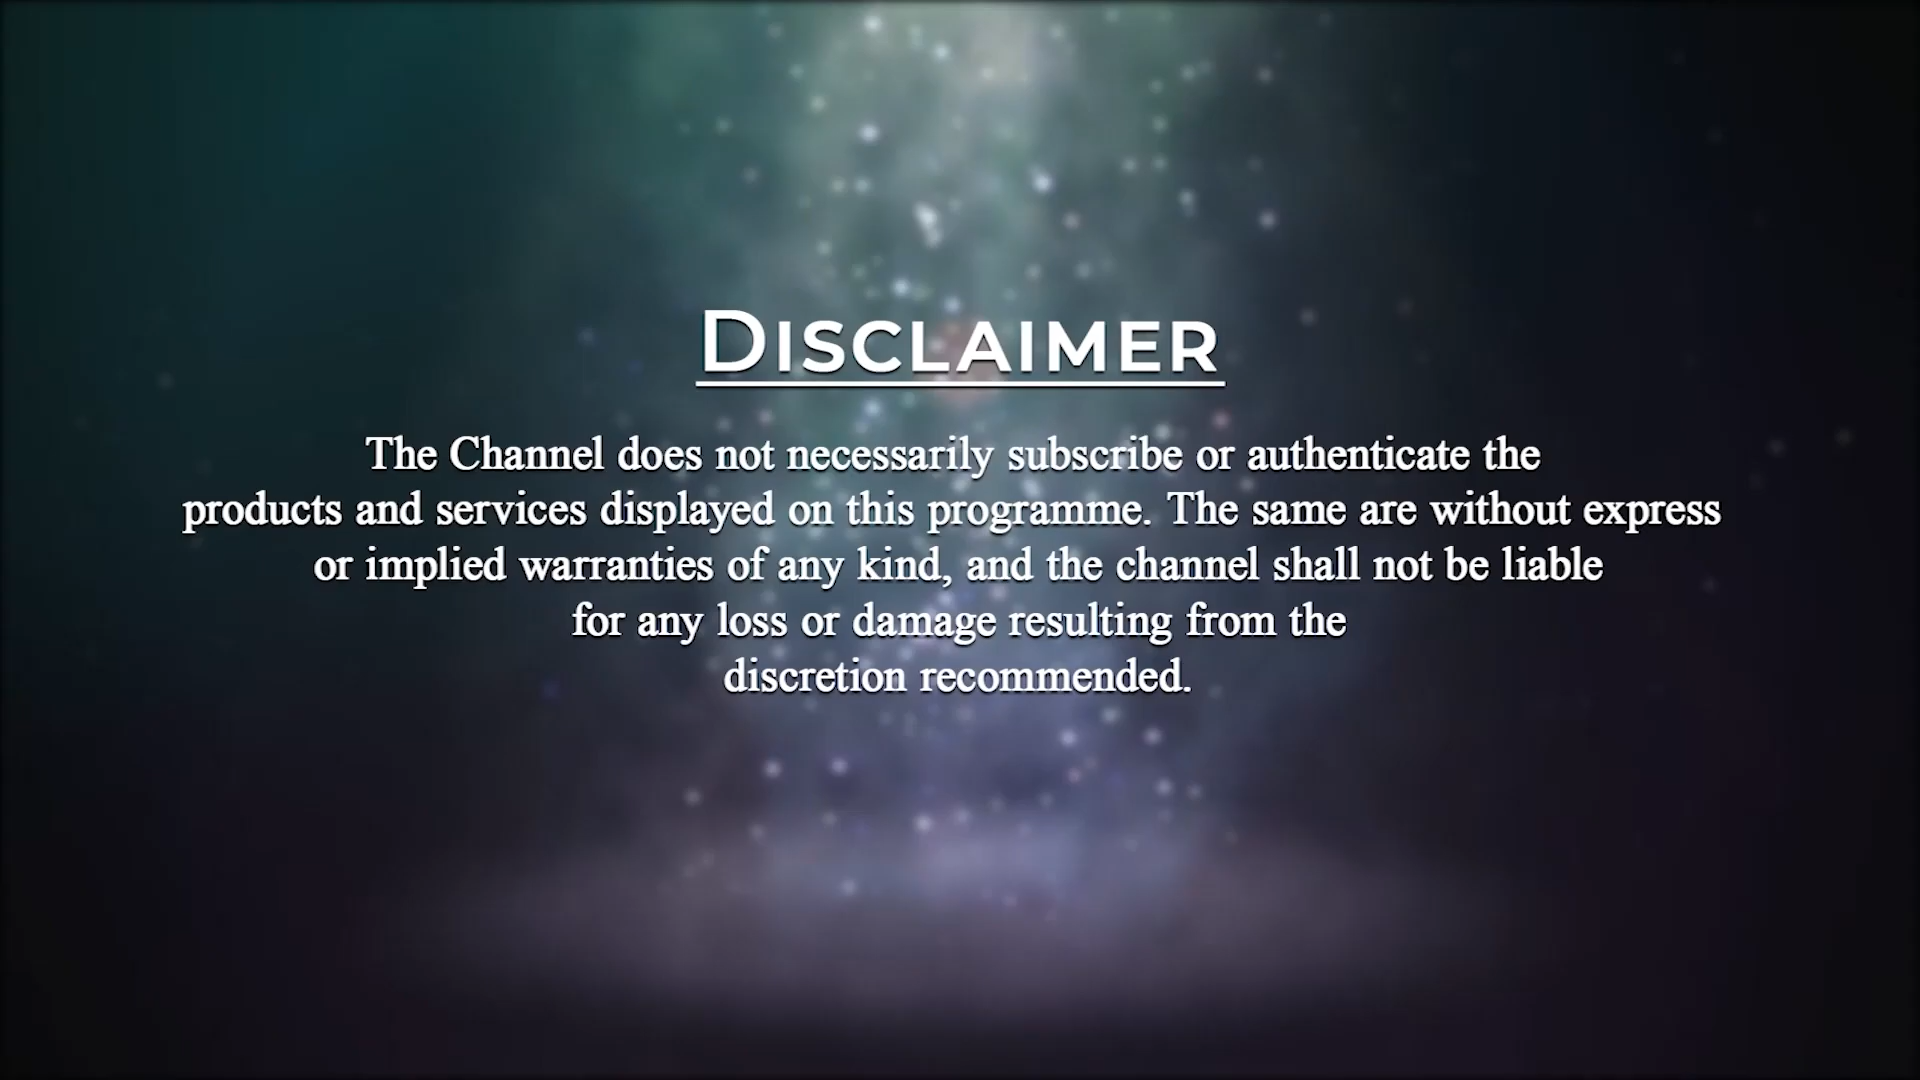 DISCLAIMER
The Channel does not necessarily subscribe or authenticate the
products and services displayed on this programme. The same are without express
or implied warranties of any kind, and the channel shall not be liable
for any loss or damage resulting from the
discretion recommended.